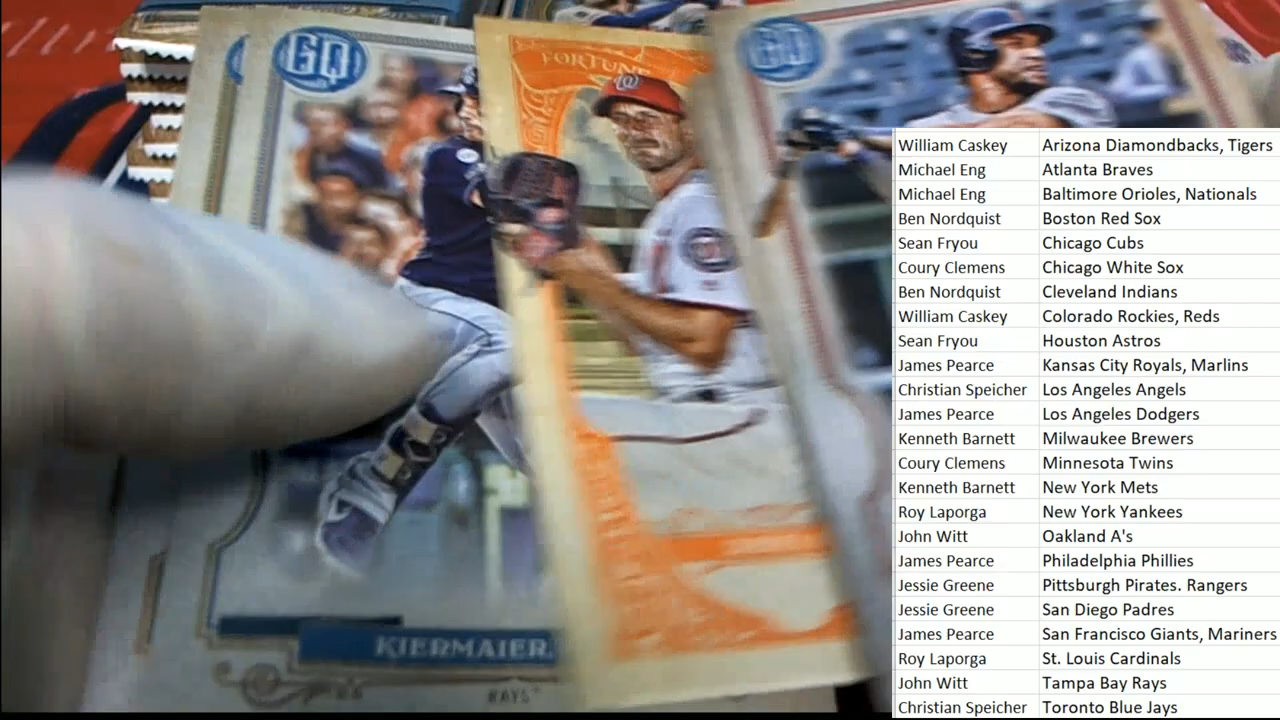 GQ
FORTUNE
W
GQ
KIERMAIER
RAYS
William Caskey Arizona Diamondbacks, Tigers
Michael Eng Atlanta Braves
Michael Eng Baltimore Orioles, Nationals
Ben Nordquist Boston Red Sox
Sean Fryou Chicago Cubs
Coury Clemens Chicago White Sox
Ben Nordquist Cleveland Indians
William Caskey Colorado Rockies, Reds
Sean Fryou Houston Astros
James Pearce Kansas City Royals, Marlins
Christian Speicher Los Angeles Angels
James Pearce Los Angeles Dodgers
Kenneth Barnett Milwaukee Brewers
Coury Clemens Minnesota Twins
Kenneth Barnett New York Mets
Roy Laporga New York Yankees
John Witt Oakland A's
James Pearce Philadelphia Phillies
Jessie Greene Pittsburgh Pirates. Rangers
Jessie Greene San Diego Padres
James Pearce San Francisco Giants, Mariners
Roy Laporga St. Louis Cardinals
John Witt Tampa Bay Rays
Christian Speicher Toronto Blue Jays